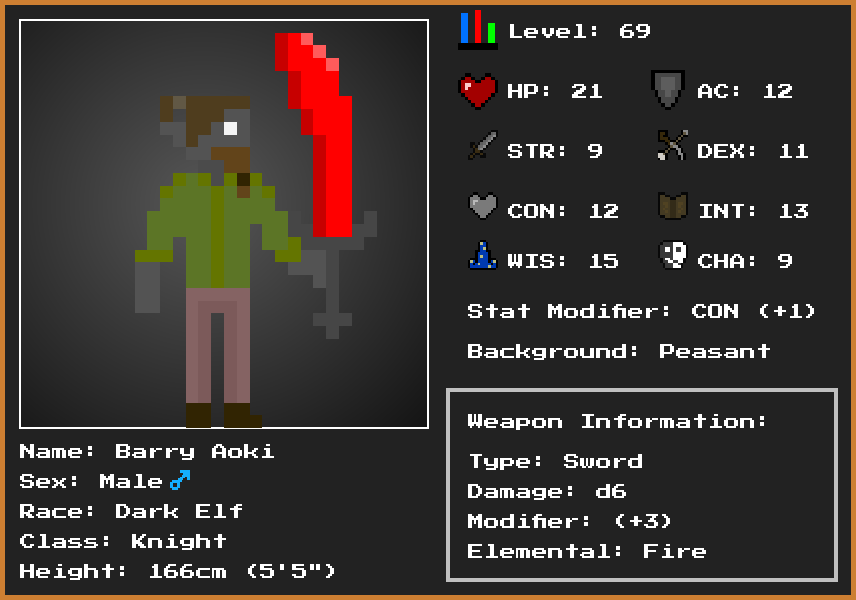 Level: 69
HP: 21
AC: 12
STR: 9
DEX: 11
CON: 12
INT: 13
WIS: 15
CHA: 9
Stat Modifier: CON (+1)
Background: Peasant
Weapon Information:
Type: Sword
Damage: d6
Modifier: (+3)
Elemental: Fire
Name: Barry Aoki
Sex: Male♂
Race: Dark Elf
Class: Knight
Height: 166cm (5'5")